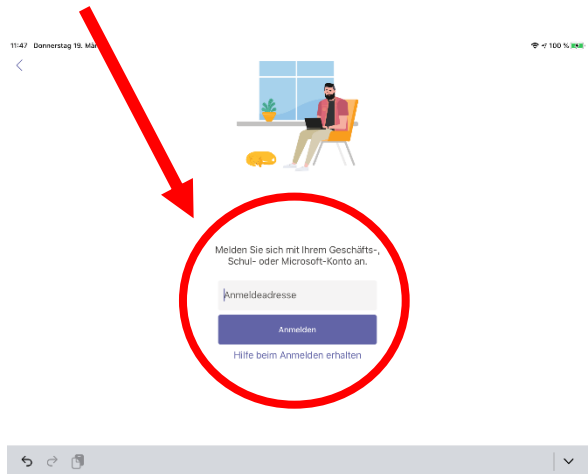 11:47 Donnerstag 19. Mär
100 %
Melden Sie sich mit Ihrem Geschäfts-,
Schul- oder Microsoft-Konto an.
Anmeldeadresse
Anmelden
Hilfe beim Anmelden erhalten